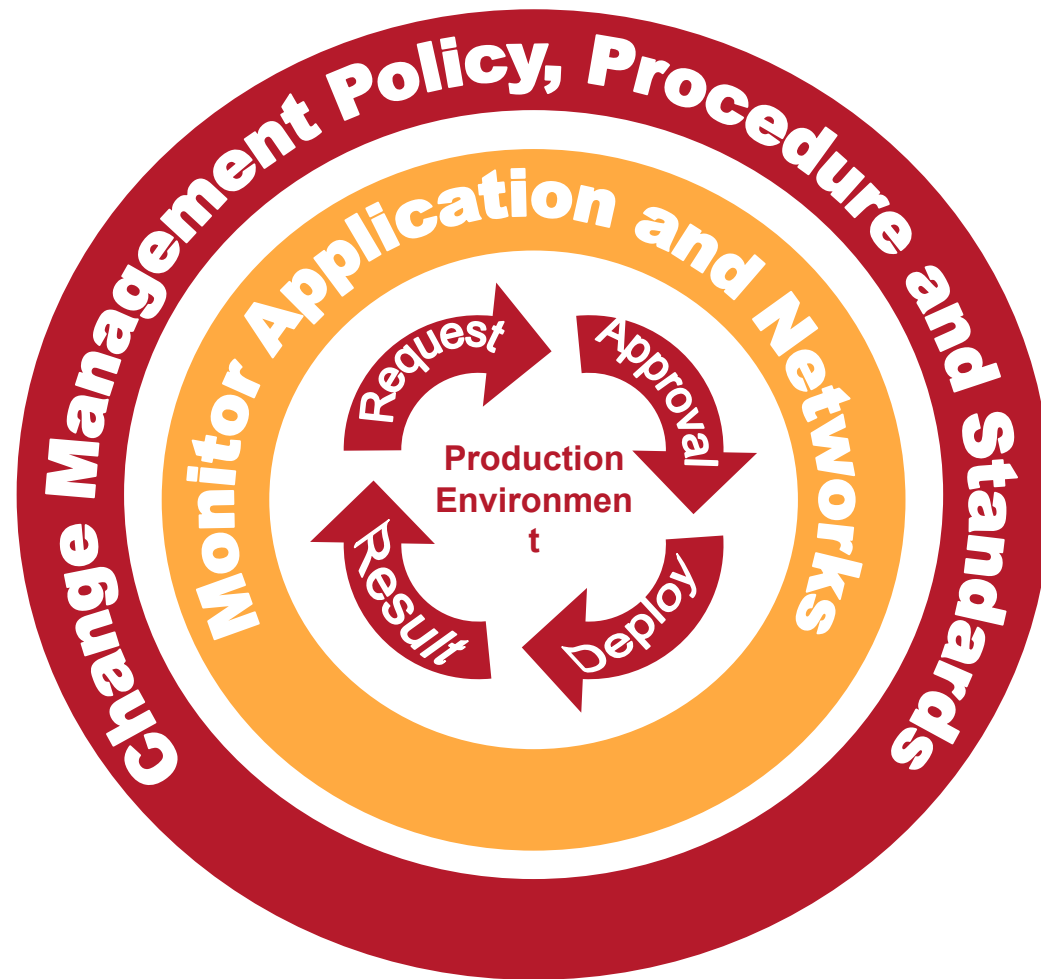 Change Management Policy, Procedure and Standards
Monitor Application and Networks
Request
Approval
Production
Environmen
t
Deploy
Result